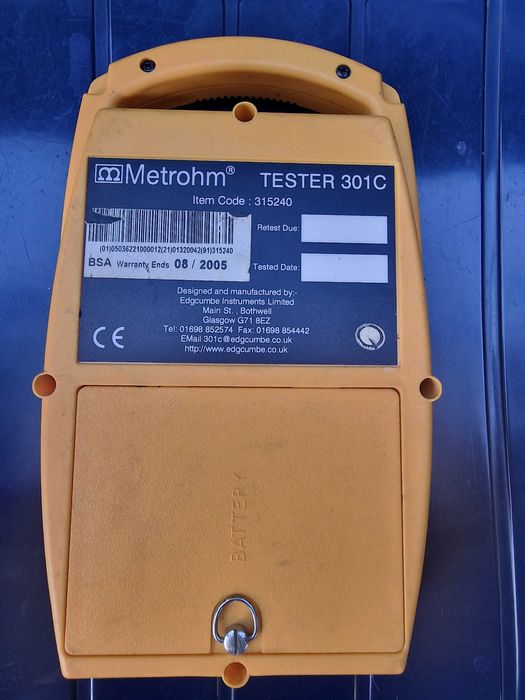 Metrohm®
TESTER 301C
Item Code : 315240
(01)05036221000012(21)01320042(91)315240
BSA Warranty Ends 08 / 2005
Retest Due:
Tested Date:
Designed and manufactured by:-
Edgcumbe Instruments Limited
Main St. , Bothwell
Glasgow G71 8EZ
Tel: 01698 852574 Fax: 01698 854442
EMail 301c@edgcumbe.co.uk
http://www.edgcumbe.co.uk
CE
BATTERY